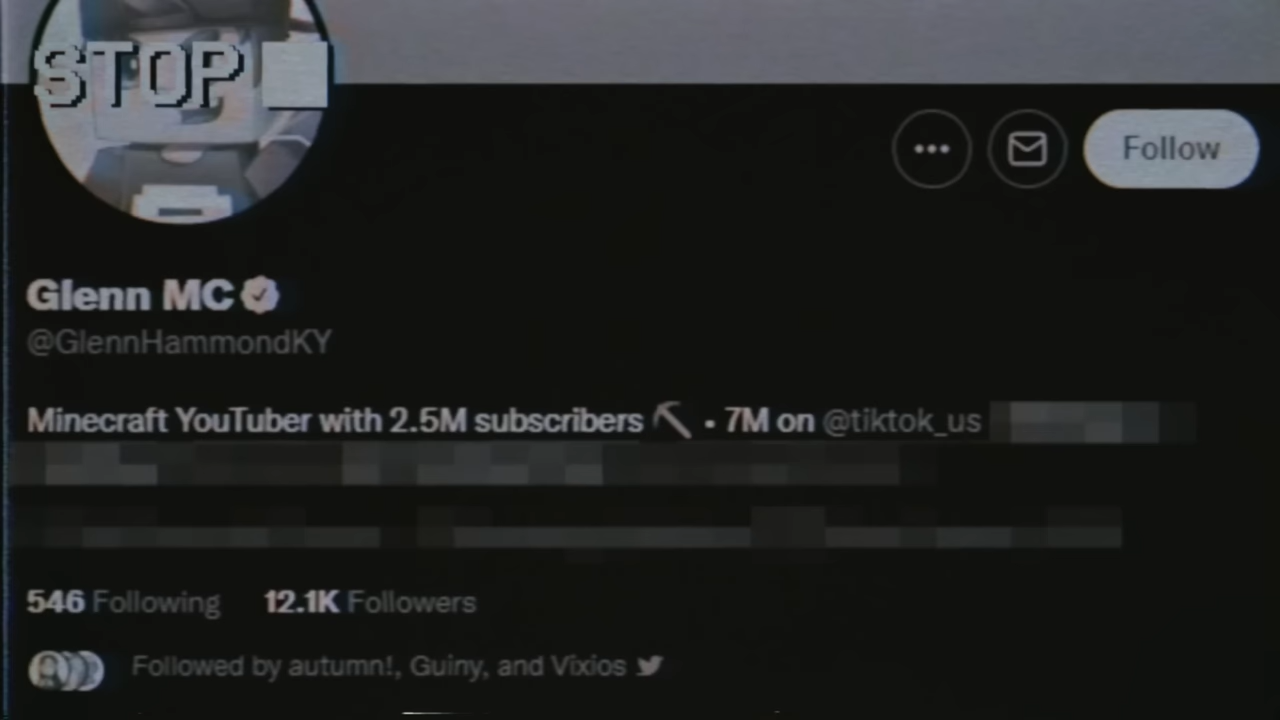 STOP
Follow
Glenn MC
@GlennHammondKY
Minecraft YouTuber with 2.5M subscribers ⛏ • 7M on @tiktok_us
546 Following 12.1K Followers
Followed by autumn!, Guiny, and Vixios